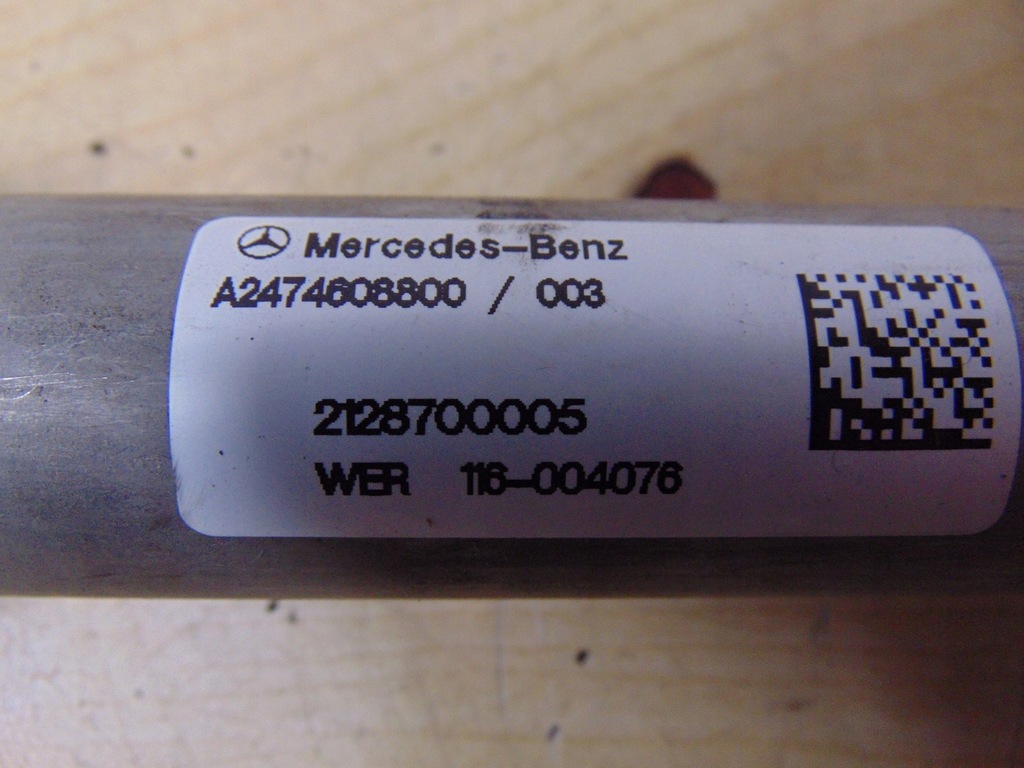 Mercedes-Benz
A2474608800 / 003
2128700005
WER 116-004076